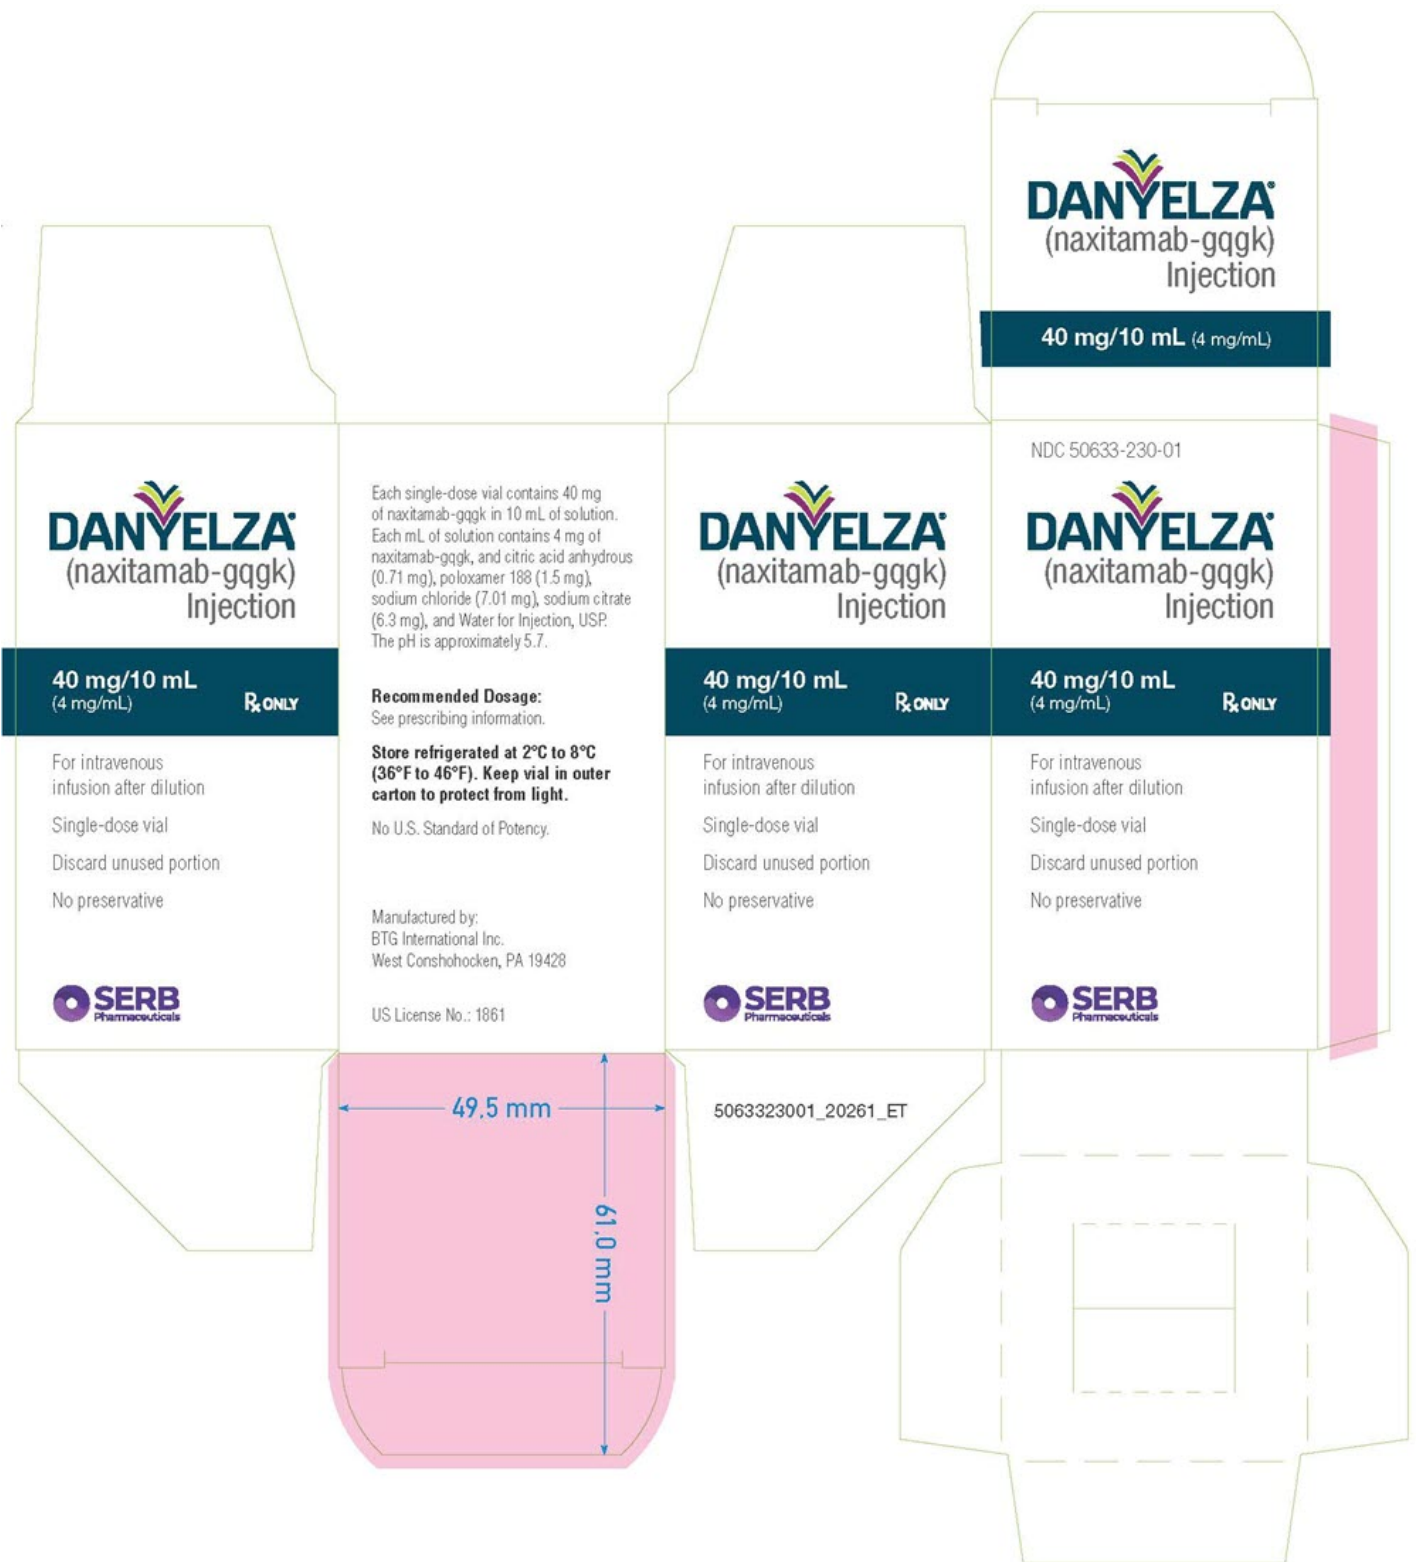 DANYELZA®
(naxitamab-gqgk)
Injection
40 mg/10 mL (4 mg/mL)
DANYELZA®
(naxitamab-gqgk)
Injection
40 mg/10 mL
(4 mg/mL)
Rx ONLY
For intravenous
infusion after dilution
Single-dose vial
Discard unused portion
No preservative
SERB
Pharmaceuticals
Each single-dose vial contains 40 mg
of naxitamab-gqgk in 10 mL of solution.
Each mL of solution contains 4 mg of
naxitamab-gqgk, and citric acid anhydrous
(0.71 mg), poloxamer 188 (1.5 mg),
sodium chloride (7.01 mg), sodium citrate
(6.3 mg), and Water for Injection, USP.
The pH is approximately 5.7.
Recommended Dosage:
See prescribing information.
Store refrigerated at 2°C to 8°C
(36°F to 46°F). Keep vial in outer
carton to protect from light.
No U.S. Standard of Potency.
Manufactured by:
BTG International Inc.
West Conshohocken, PA 19428
US License No.: 1861
DANYELZA®
(naxitamab-gqgk)
Injection
40 mg/10 mL
(4 mg/mL)
Rx ONLY
For intravenous
infusion after dilution
Single-dose vial
Discard unused portion
No preservative
SERB
Pharmaceuticals
NDC 50633-230-01
DANYELZA®
(naxitamab-gqgk)
Injection
40 mg/10 mL
(4 mg/mL)
Rx ONLY
For intravenous
infusion after dilution
Single-dose vial
Discard unused portion
No preservative
SERB
Pharmaceuticals
49,5 mm
61,0 mm
5063323001_20261_ET